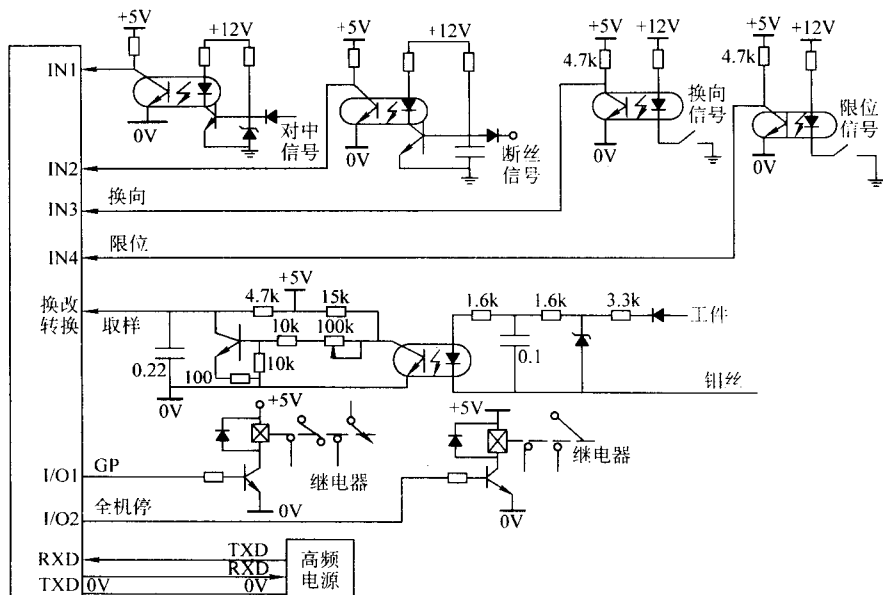 +5V
+12V
IN1
0V
对中
信号
+5V
+12V
IN2
0V
断丝
信号
+5V
+12V
4.7k
换向
信号
0V
+5V
+12V
4.7k
限位
信号
0V
IN3
换向
IN4
限位
换改
转换
取样
+5V
4.7k
15k
10k
100k
10k
100
0.22
0V
1.6k
1.6k
3.3k
工件
0.1
钼丝
+5V
继电器
I/O1
GP
0V
+5V
继电器
I/O2
全机停
0V
RXD
TXD
RXD
TXD
0V
0V
高频
电源